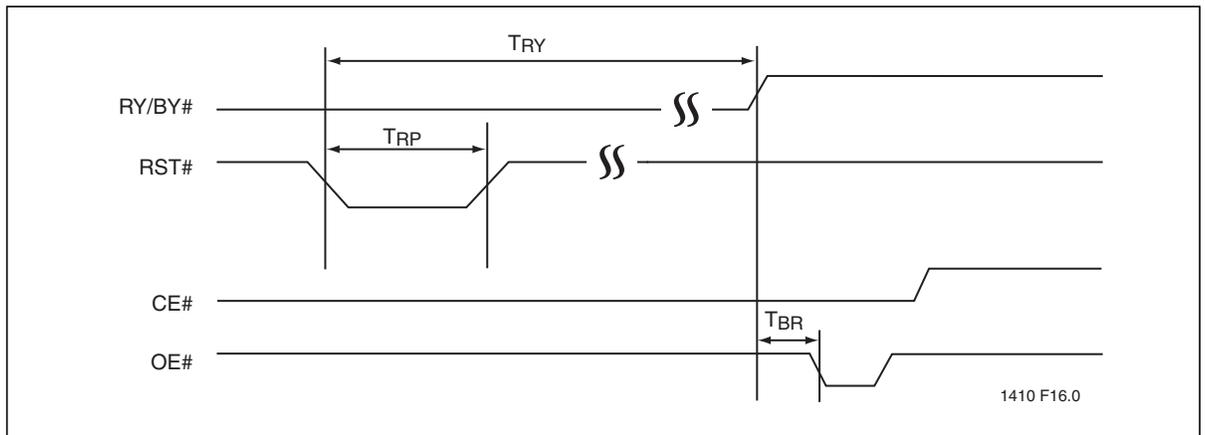 TRY
RY/BY#
TRP
RST#
CE#
TBR
OE#
1410 F16.0